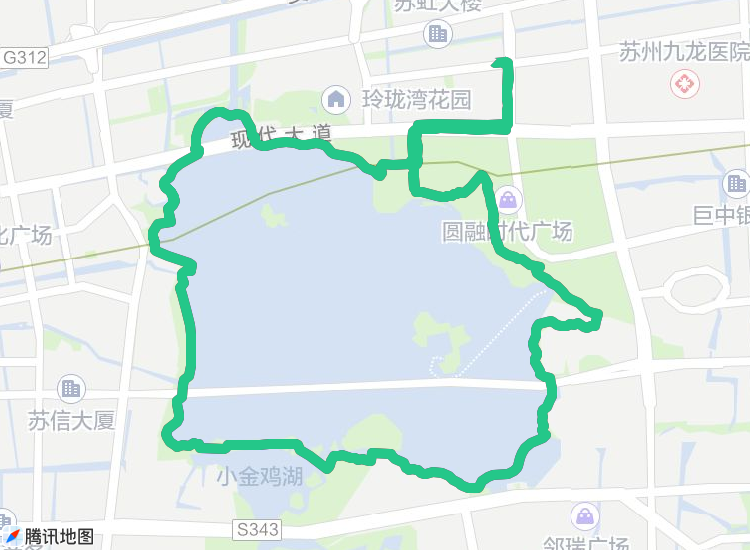 苏虹大楼
G312
苏州九龙医院
玲珑湾花园
厦
现代大道
巨中银
圆融时代广场
北广场
苏信大厦
小金鸡湖
S343
邻瑞广场
腾讯地图